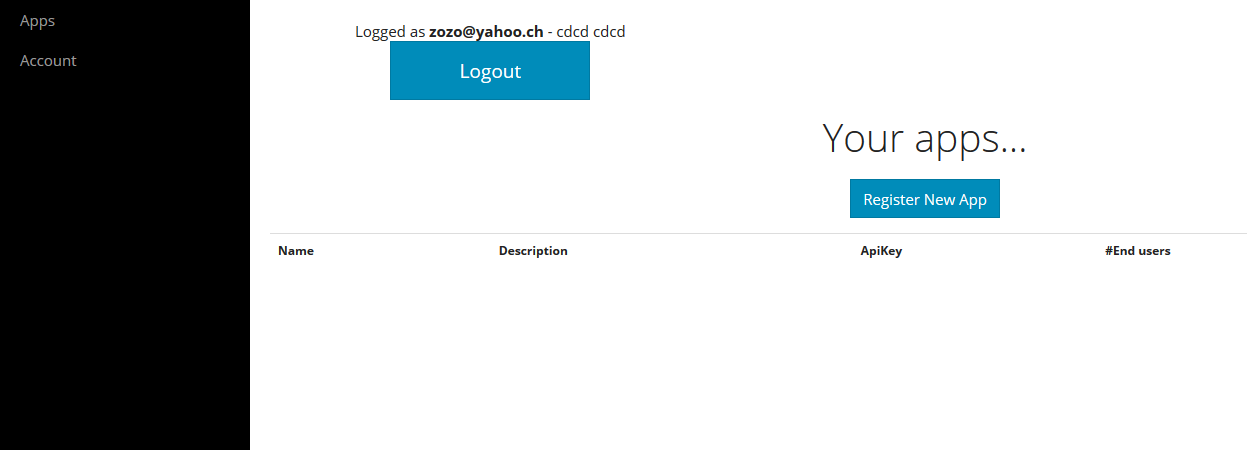 Apps
Account
Logged as zozo@yahoo.ch - cdcd cdcd
Logout
Your apps...
Register New App
Name Description ApiKey #End users